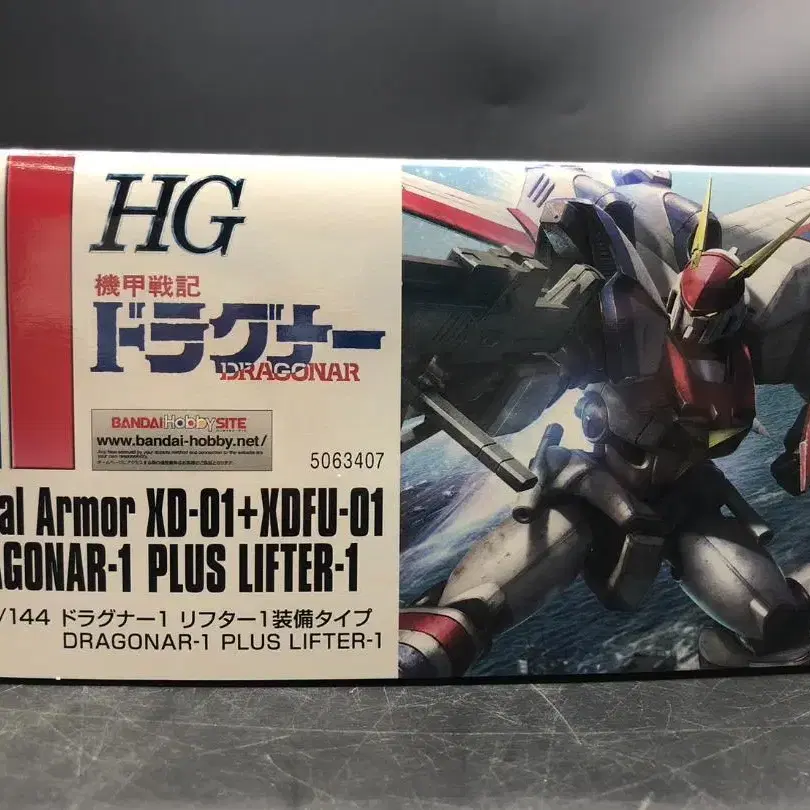 HG
機甲戦記
ドラグナー
DRAGONAR
BANDAI HobbySITE
www.bandai-hobby.net/
5063407
al Armor XD-01+XDFU-01
AGONAR-1 PLUS LIFTER-1
/144 ドラグナー1 リフター1装備タイプ
DRAGONAR-1 PLUS LIFTER-1